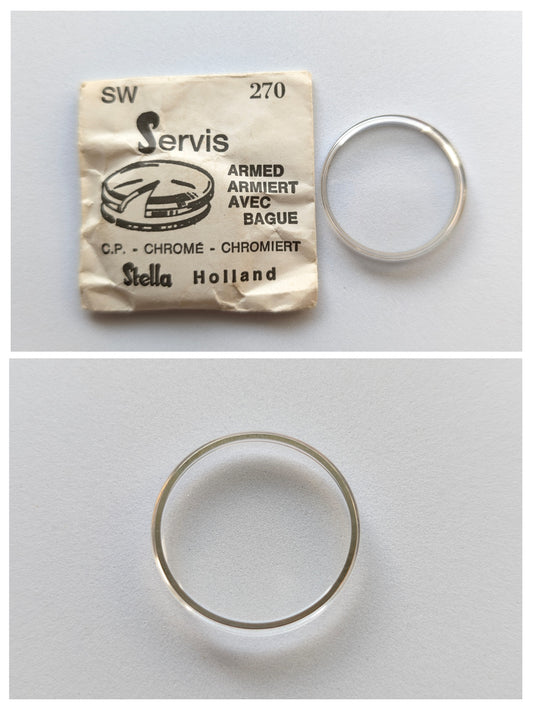 SW 270
Servis
ARMED
ARMIERT
AVEC
BAGUE
C.P. - CHROMÉ - CHROMIERT
Stella Holland